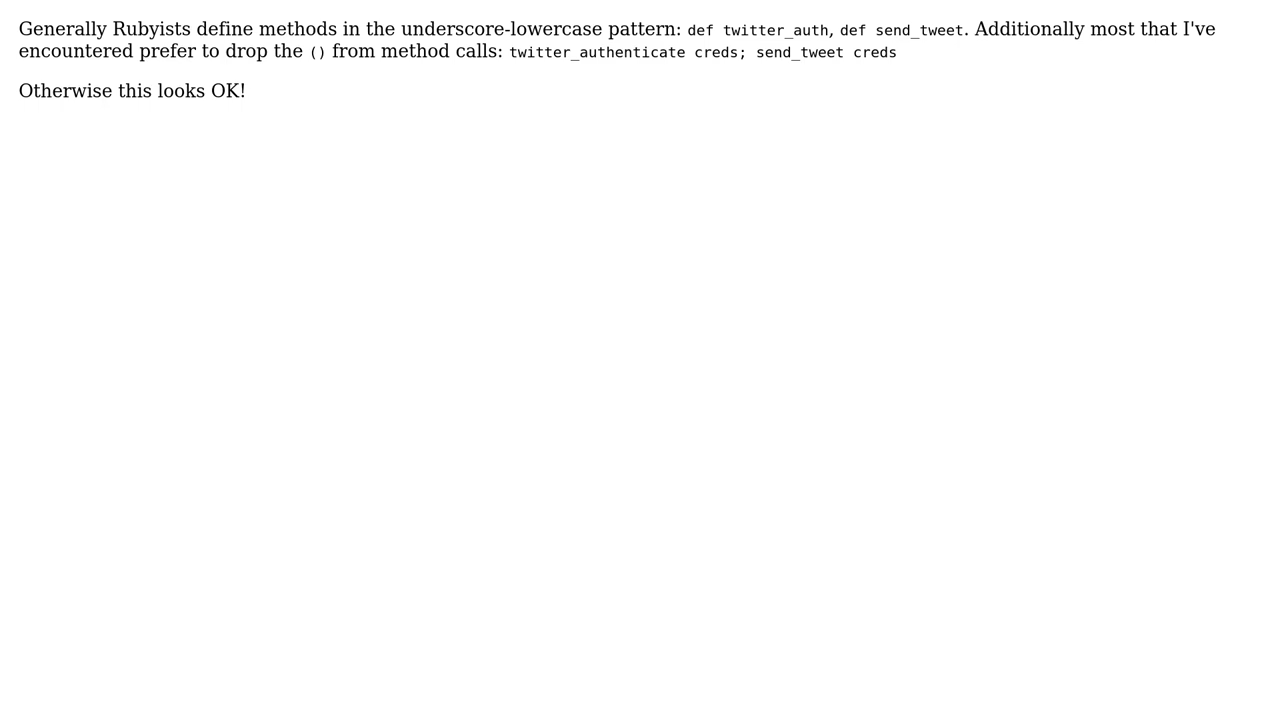 Generally Rubyists define methods in the underscore-lowercase pattern: def twitter_auth, def send_tweet. Additionally most that I've
encountered prefer to drop the () from method calls: twitter_authenticate creds; send_tweet creds
Otherwise this looks OK!